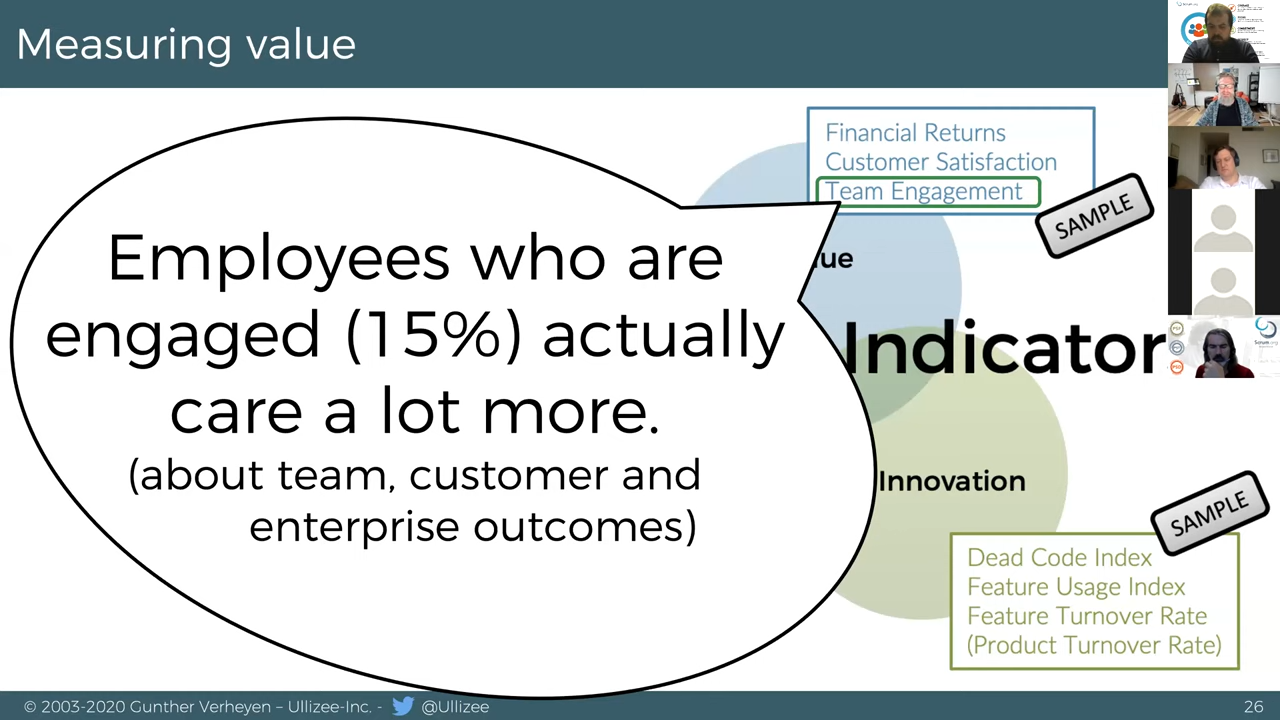 Measuring value
Financial Returns
Customer Satisfaction
Team Engagement
SAMPLE
Employees who are
engaged (15%) actually
care a lot more.
(about team, customer and
enterprise outcomes)
Indicator
Innovation
SAMPLE
Dead Code Index
Feature Usage Index
Feature Turnover Rate
(Product Turnover Rate)
© 2003-2020 Gunther Verheyen – Ullizee-Inc. - @Ullizee
26